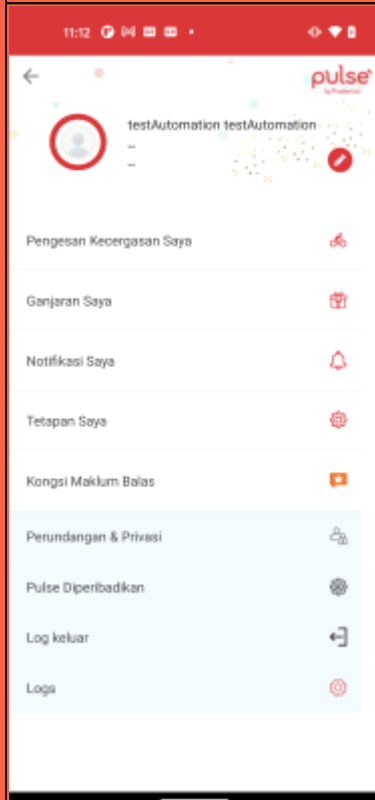 11:12
pulse
by Prudential
testAutomation testAutomation
--
--
Pengesan Kecergasan Saya
Ganjaran Saya
Notifikasi Saya
Tetapan Saya
Kongsi Maklum Balas
Perundangan & Privasi
Pulse Diperibadikan
Log keluar
Logs